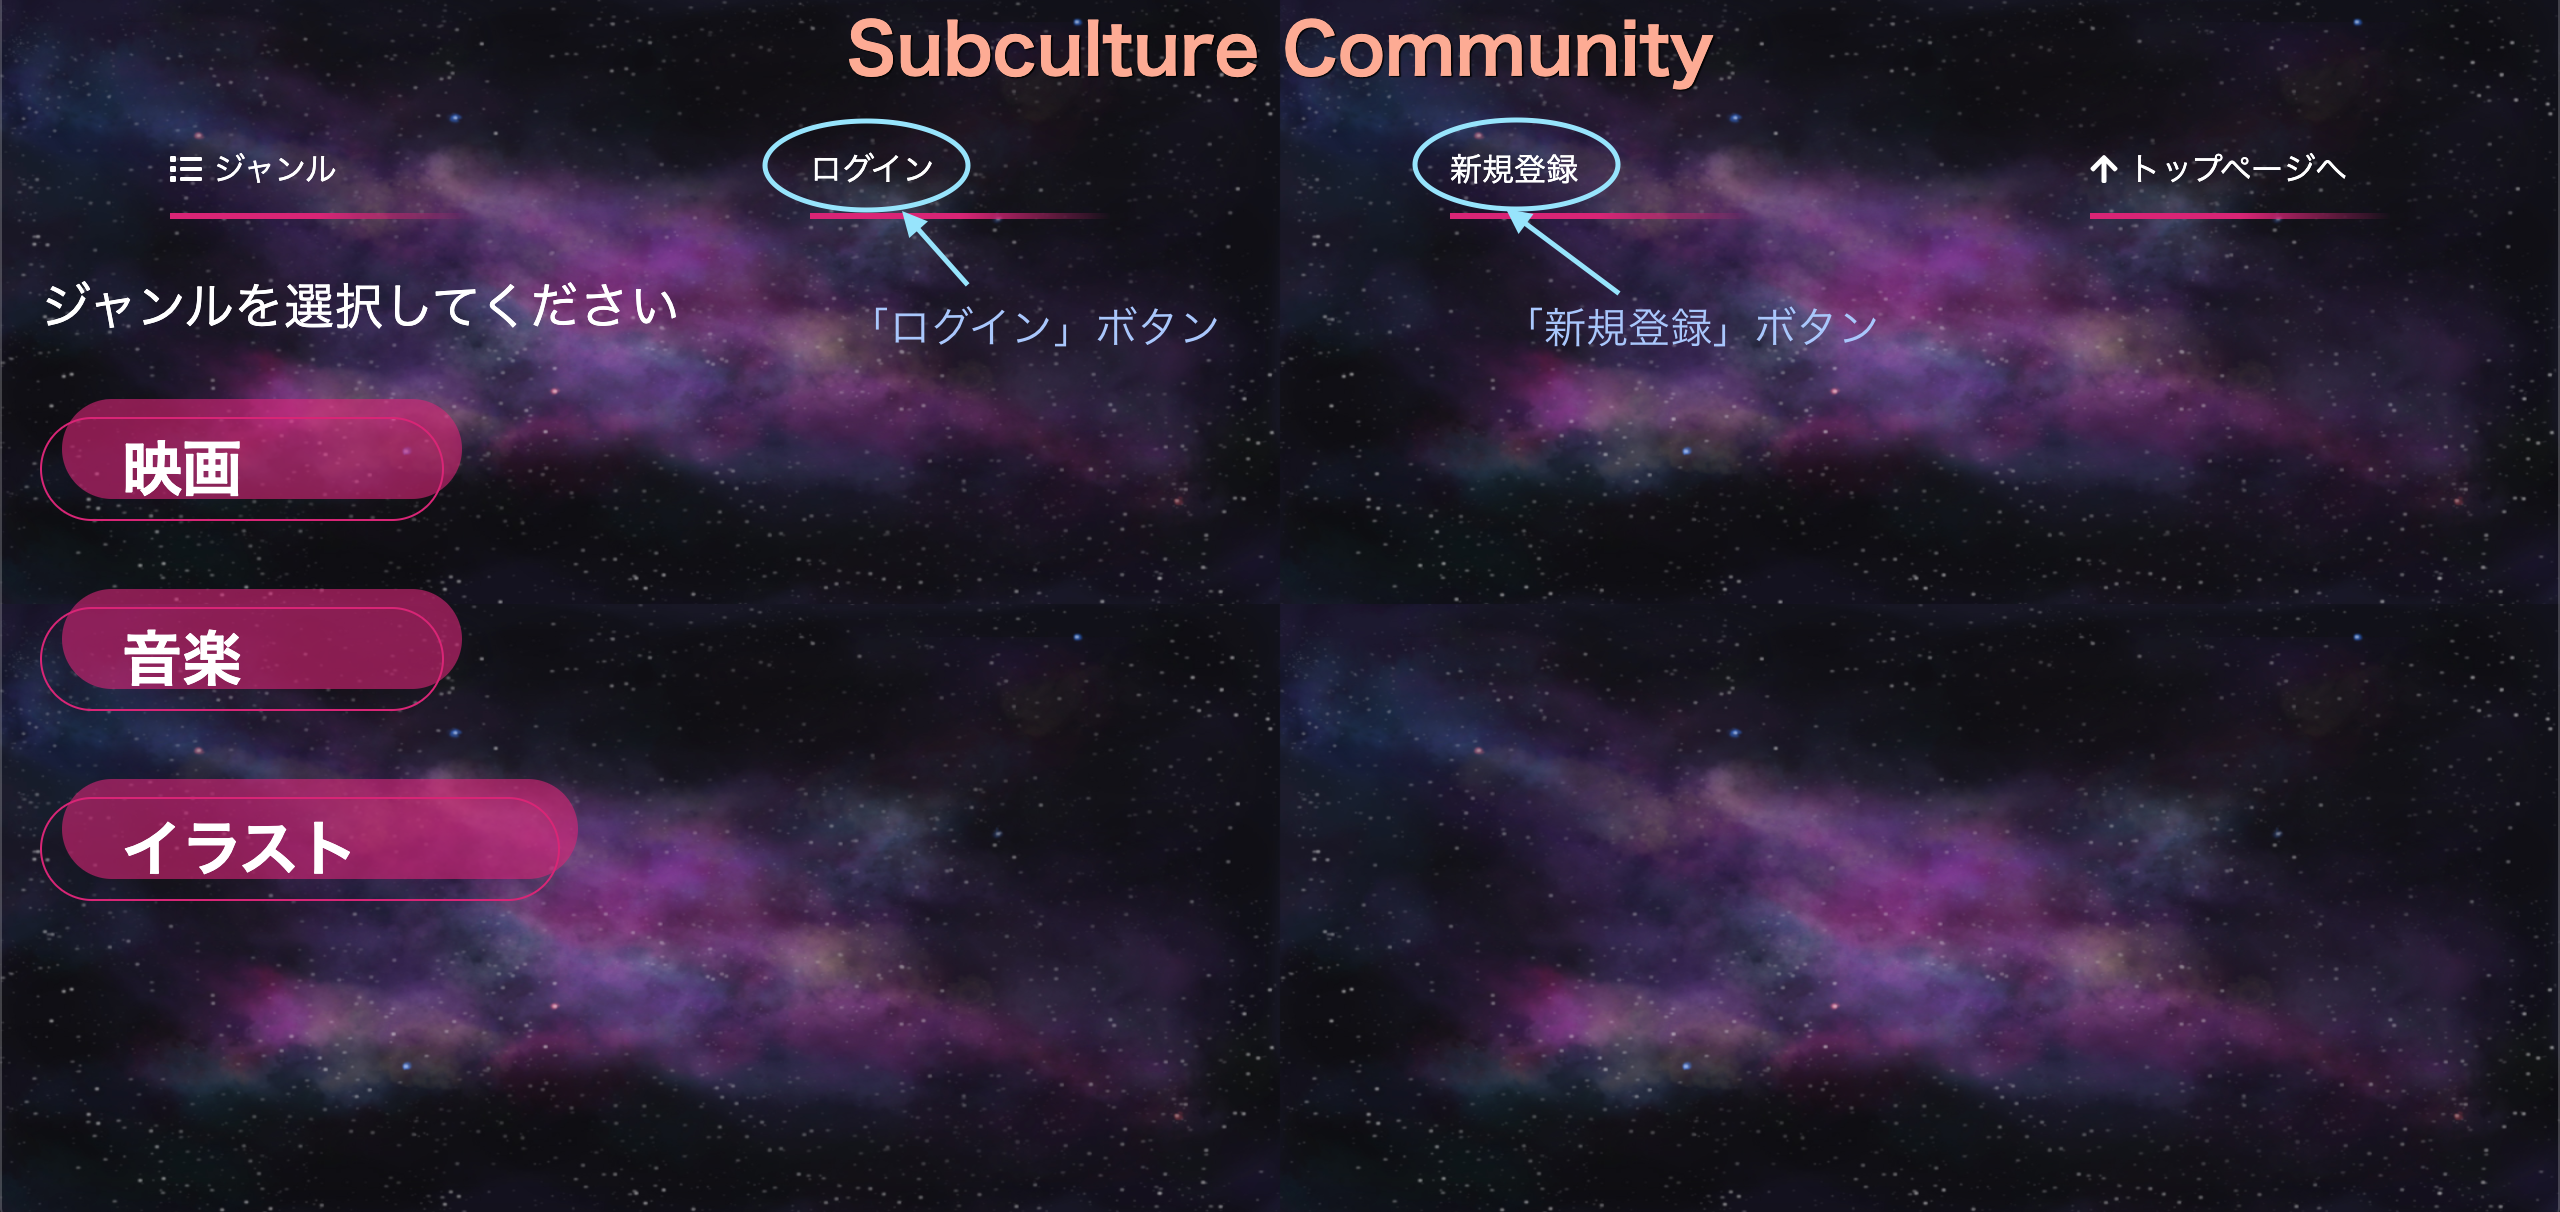 Subculture Community
ジャンル
ログイン
新規登録
トップページへ
ジャンルを選択してください
「ログイン」ボタン
「新規登録」ボタン
映画
音楽
イラスト